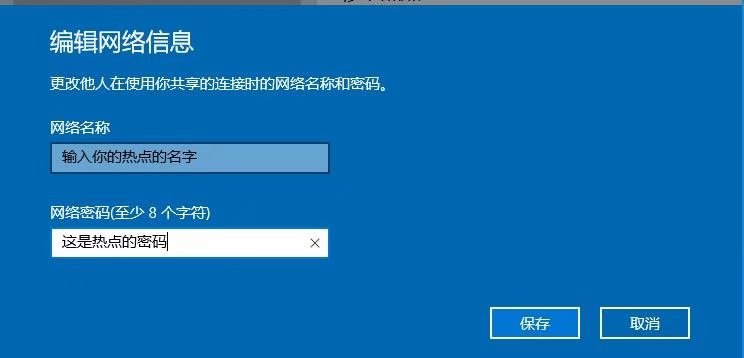 编辑网络信息
更改他人在使用你共享的连接时的网络名称和密码。
网络名称
输入你的热点的名字
网络密码(至少 8 个字符)
这是热点的密码
保存 取消